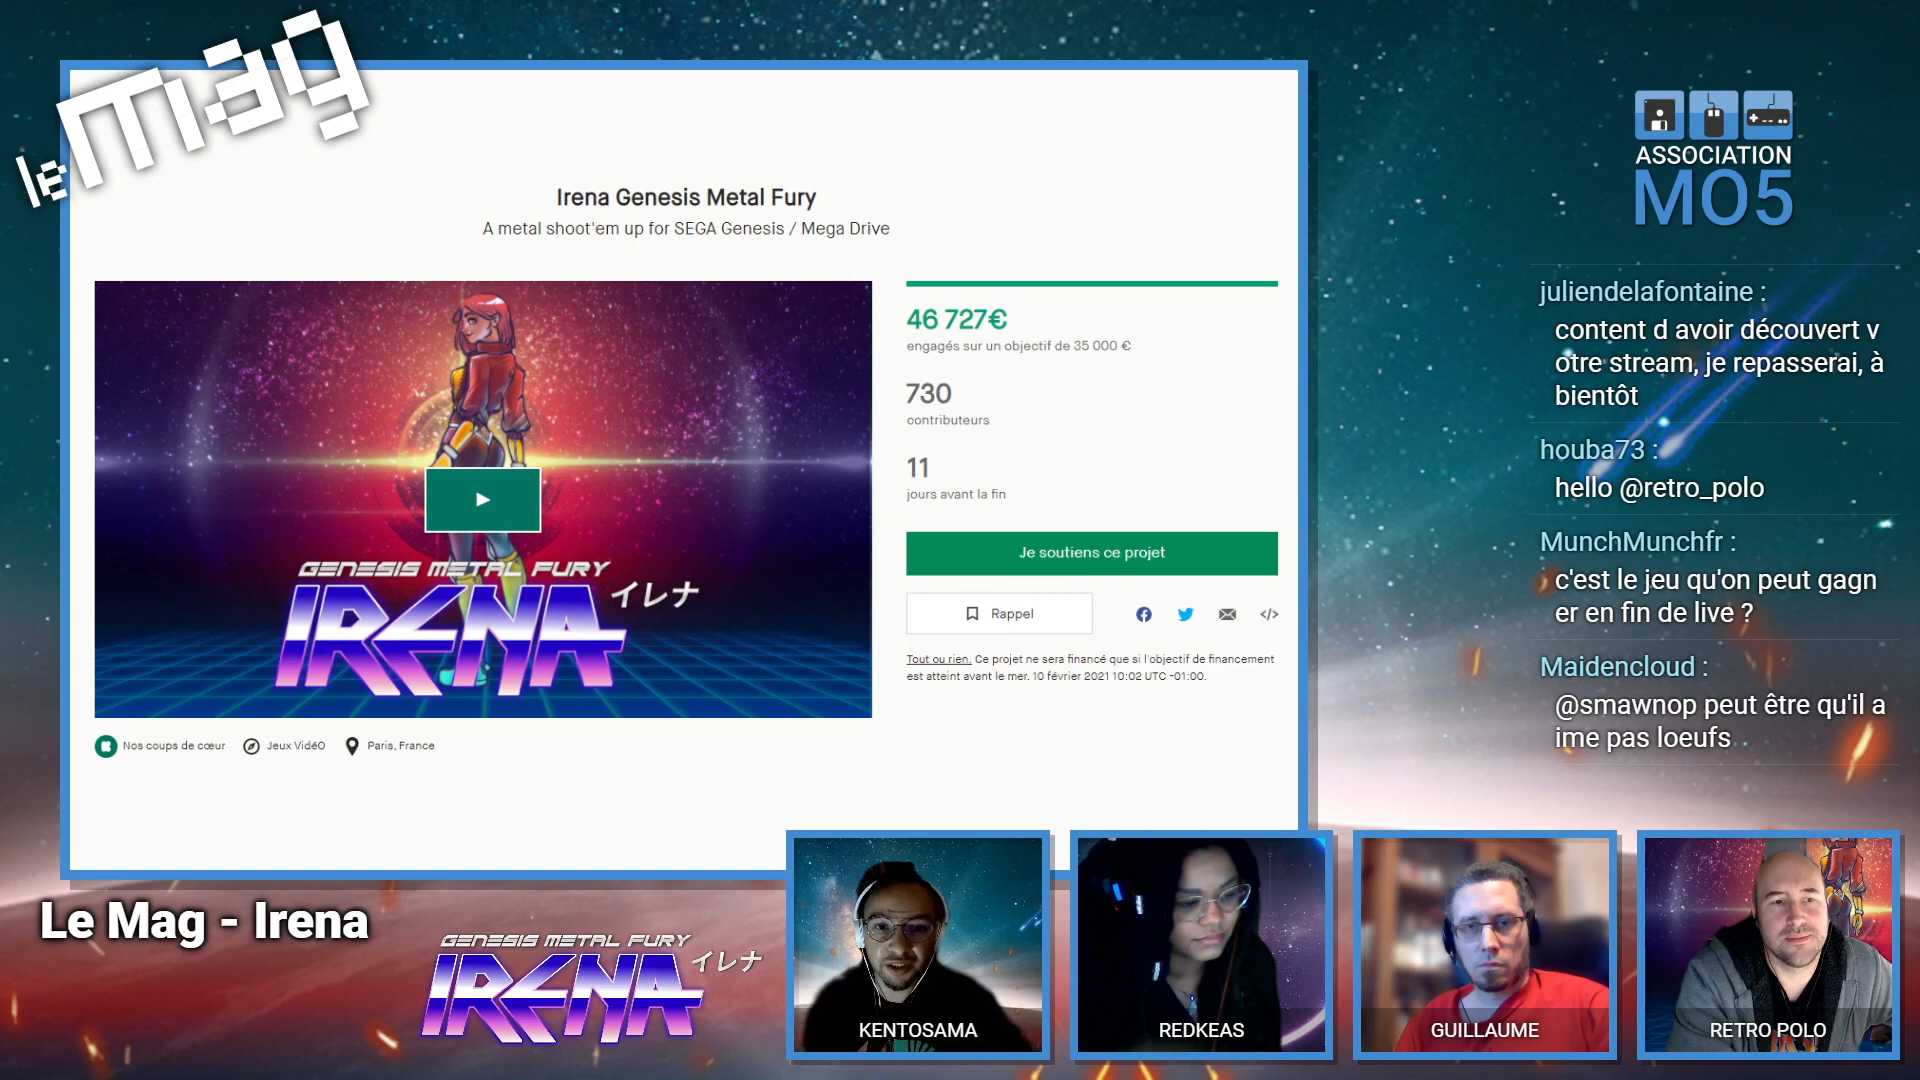 le mag
Irena Genesis Metal Fury
A metal shoot'em up for SEGA Genesis / Mega Drive
GENESIS METAL FURY
IRENA イレナ
Nos coups de cœur
Jeux VidéO
Paris, France
46 727€
engagés sur un objectif de 35 000 €
730
contributeurs
11
jours avant la fin
Je soutiens ce projet
Rappel
Tout ou rien. Ce projet ne sera financé que si l'objectif de financement
est atteint avant le mer. 10 février 2021 10:02 UTC -01:00.
ASSOCIATION
MO5
juliendelafontaine :
content d avoir découvert v
otre stream, je repasserai, à
bientôt
houba73 :
hello @retro_polo
MunchMunchfr :
c'est le jeu qu'on peut gagn
er en fin de live ?
Maidencloud :
@smawnop peut être qu'il a
ime pas loeufs
Le Mag - Irena
GENESIS METAL FURY
IRENA イレナ
KENTOSAMA
REDKEAS
GUILLAUME
RETRO POLO